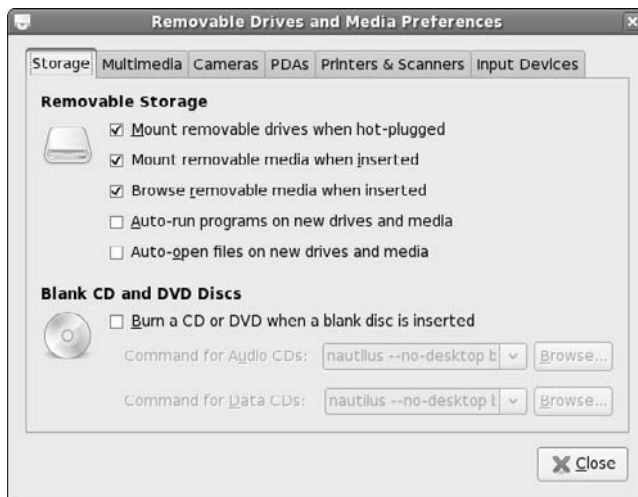 Removable Drives and Media Preferences
Storage Multimedia Cameras PDAs Printers & Scanners Input Devices
Removable Storage
Mount removable drives when hot-plugged
Mount removable media when inserted
Browse removable media when inserted
Auto-run programs on new drives and media
Auto-open files on new drives and media
Blank CD and DVD Discs
Burn a CD or DVD when a blank disc is inserted
Command for Audio CDs: nautilus --no-desktop b Browse...
Command for Data CDs: nautilus --no-desktop b Browse...
Close